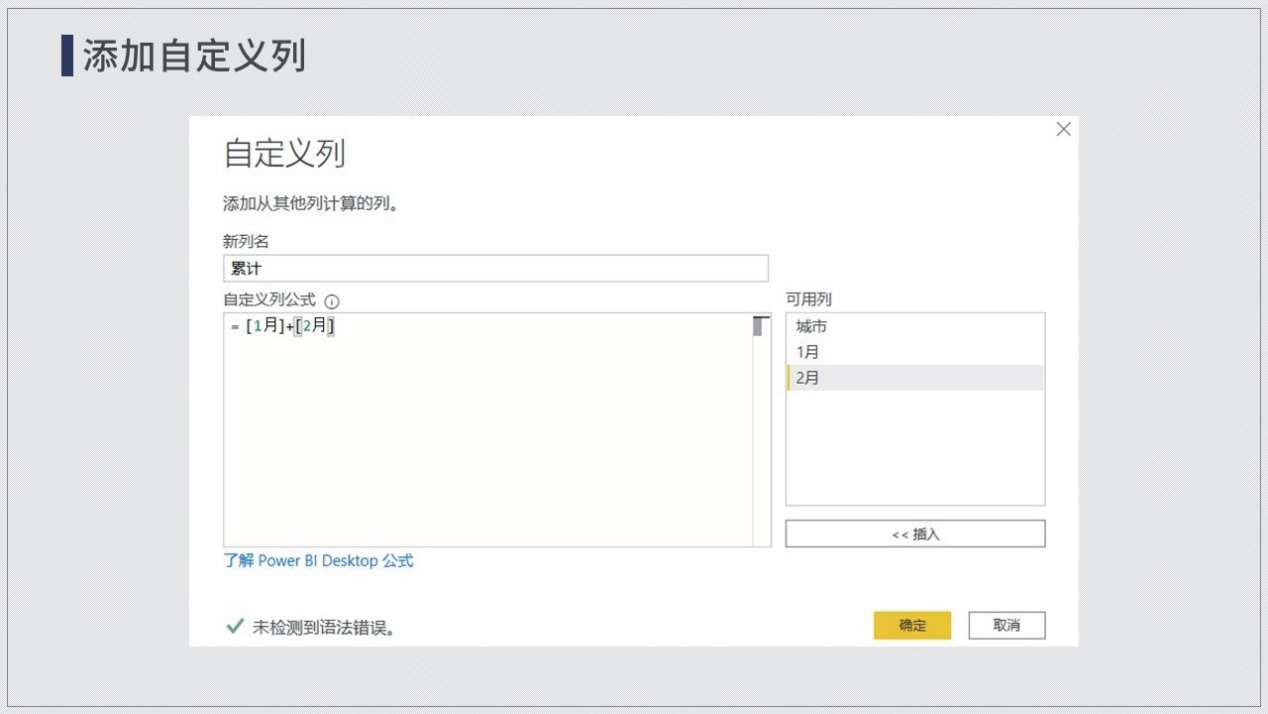 添加自定义列
自定义列
添加从其他列计算的列。
新列名
累计
自定义列公式
= [1月]+[2月]
可用列
城市
1月
2月
<< 插入
了解 Power BI Desktop 公式
未检测到语法错误。
确定
取消